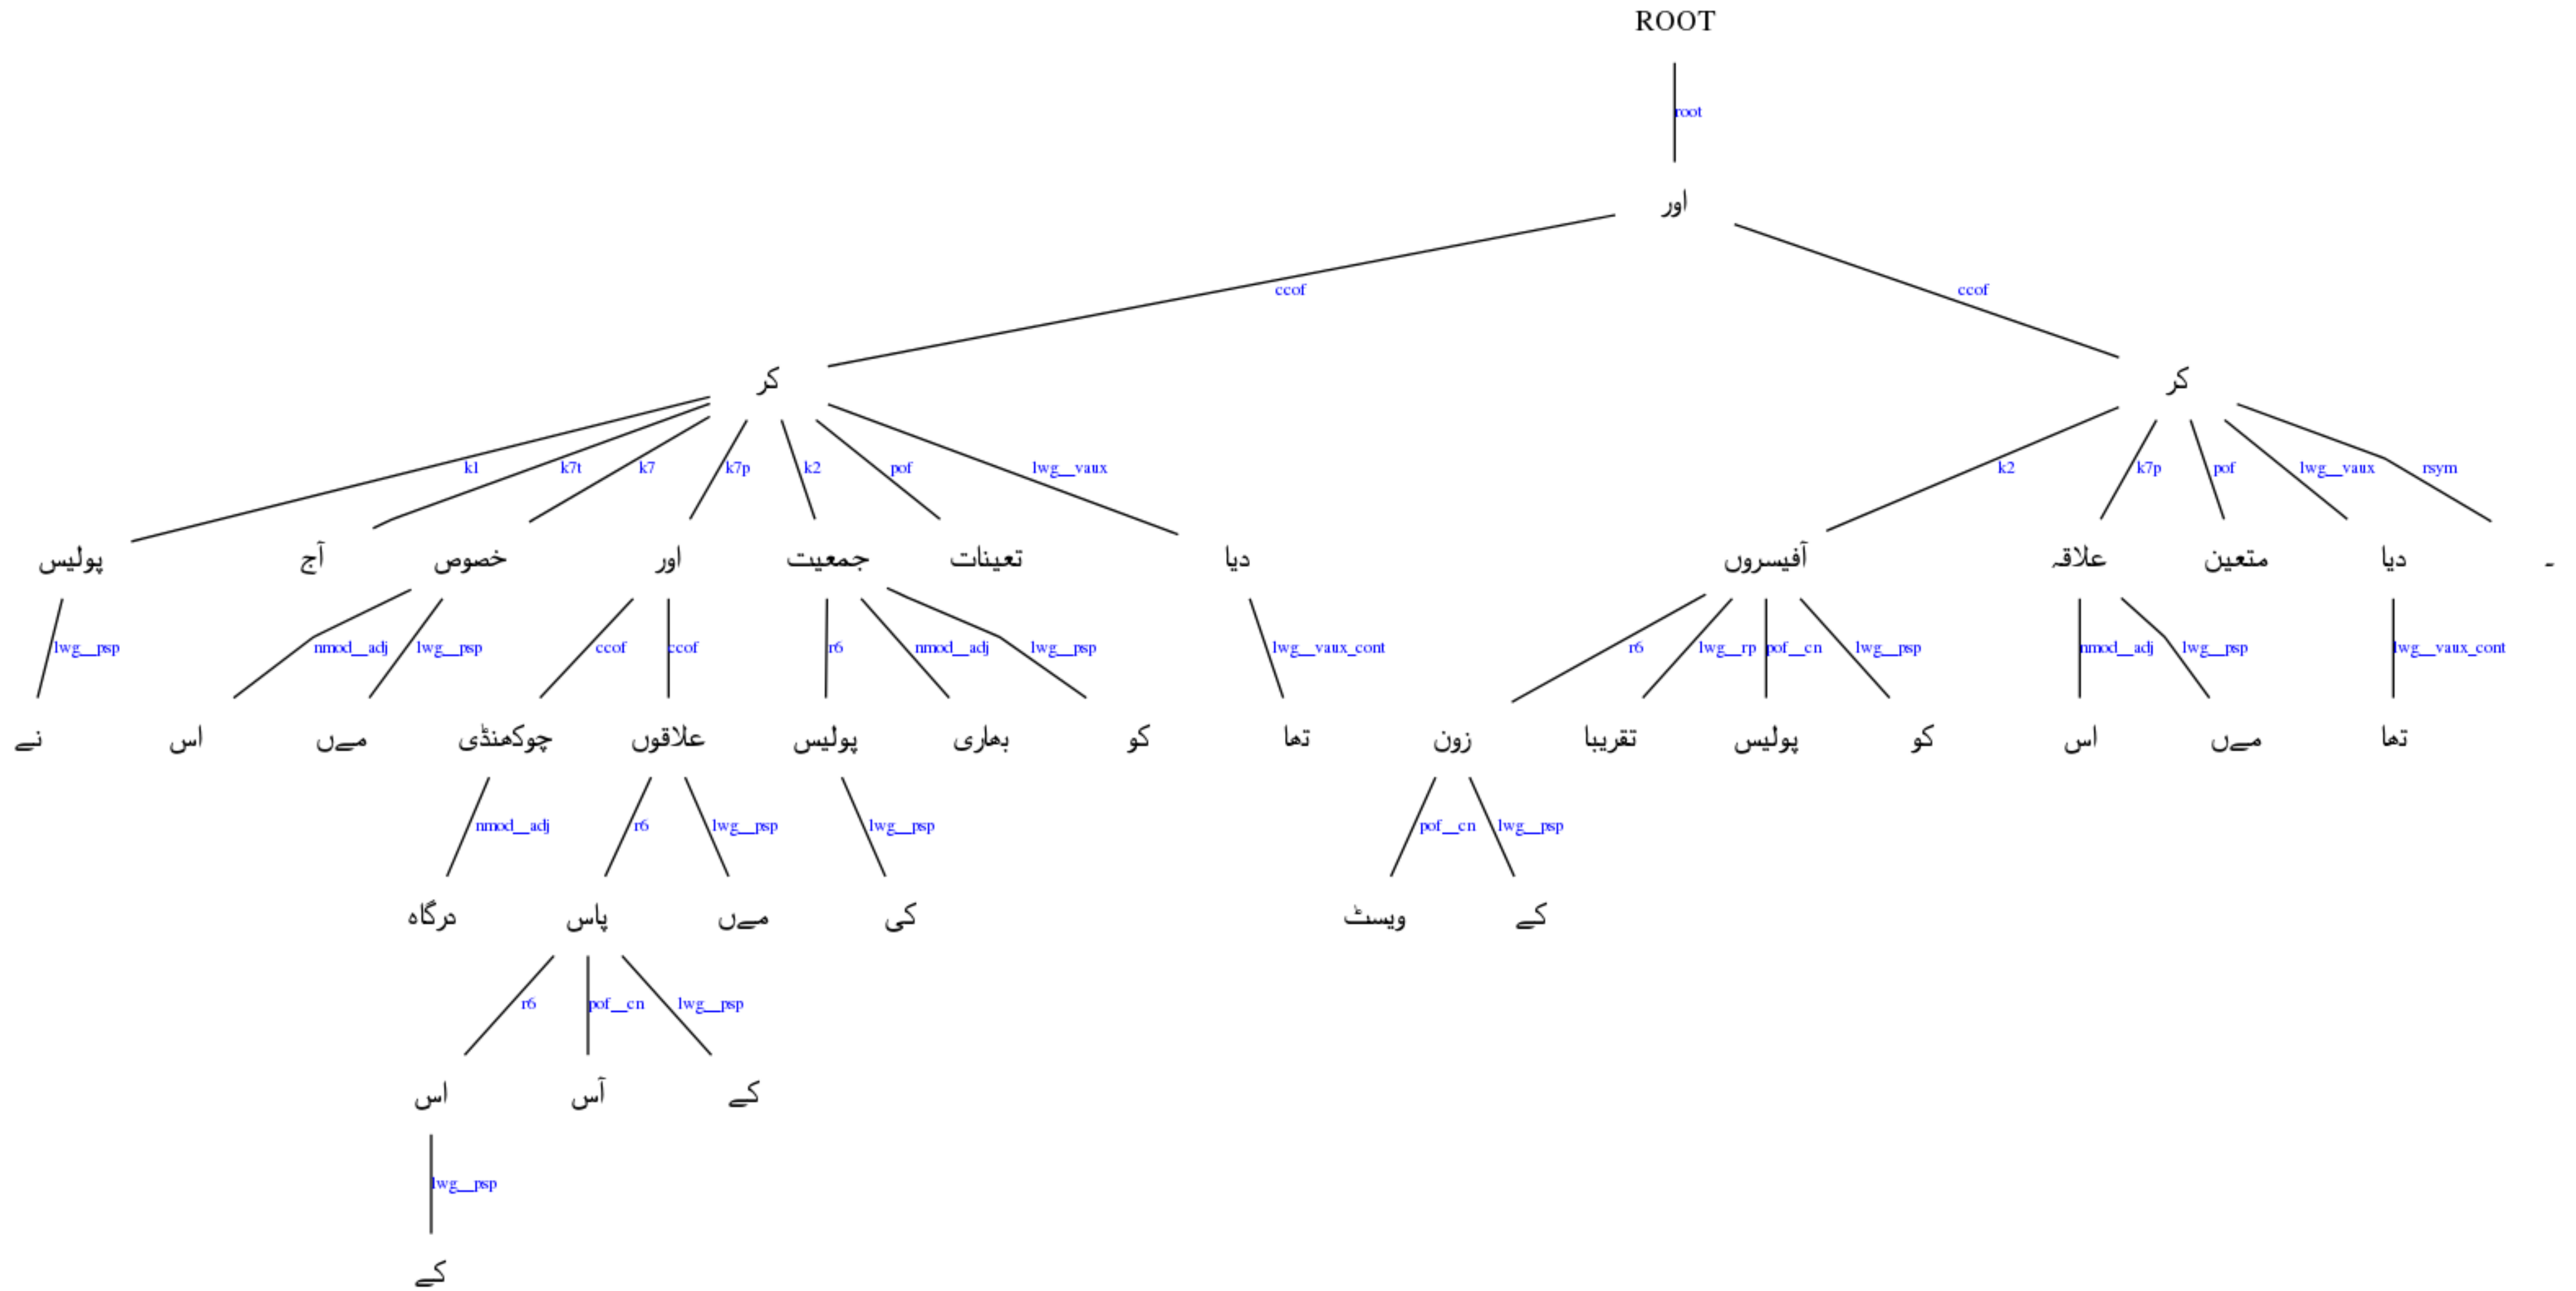 ROOT
root
اور
ccof ccof
کر کر
k1 k7t k7 k7p k2 pof lwg__vaux k2 k7p pof lwg__vaux rsym
پولیس آج خصوص اور جمعیت تعینات دیا آفیسروں علاقہ متعین دیا ۔
lwg__psp nmod__adj lwg__psp ccof ccof r6 nmod__adj lwg__psp lwg__vaux_cont r6 lwg__rp pof__cn lwg__psp nmod__adj lwg__psp lwg__vaux_cont
نے اس مےں چوکھنڈی علاقوں پولیس بھاری کو تھا زون تقریبا پولیس کو اس مےں تھا
nmod__adj r6 lwg__psp lwg__psp pof__cn lwg__psp
درگاہ پاس مےں کی ویسٹ کے
r6 pof__cn lwg__psp
اس آس کے
lwg__psp
کے